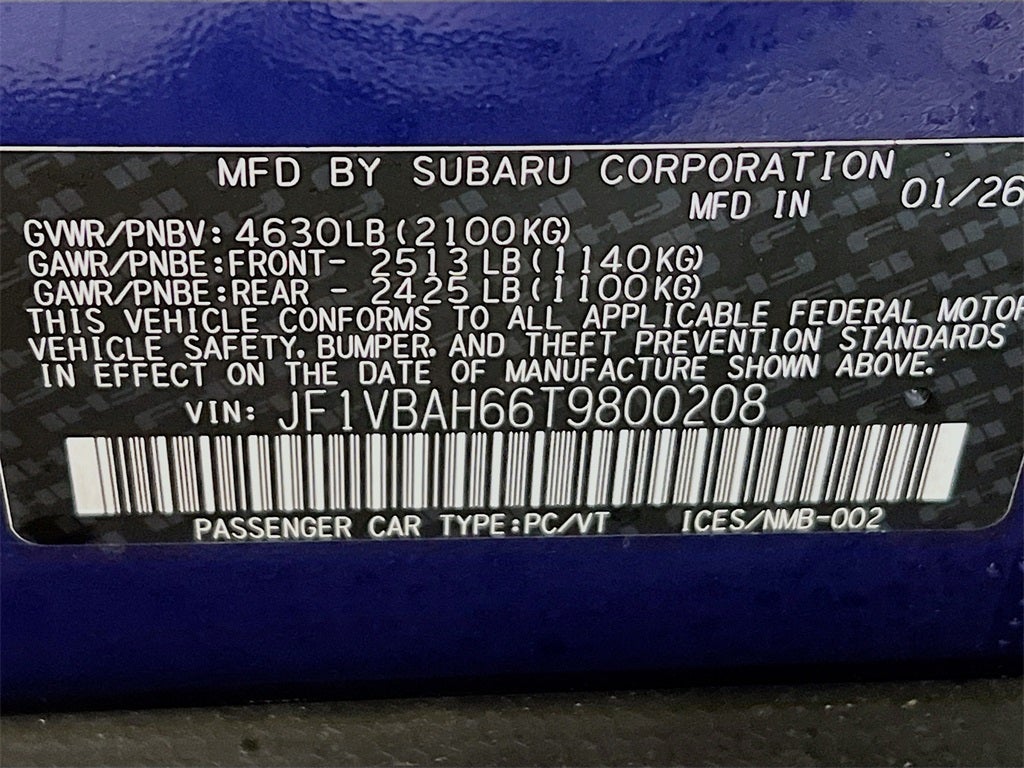 MFD BY SUBARU CORPORATION
MFD IN 01/26
GVWR/PNBV: 4630LB (2100KG)
GAWR/PNBE:FRONT- 2513 LB (1140KG)
GAWR/PNBE:REAR - 2425 LB (1100KG)
THIS VEHICLE CONFORMS TO ALL APPLICABLE FEDERAL MOTOR
VEHICLE SAFETY, BUMPER, AND THEFT PREVENTION STANDARDS
IN EFFECT ON THE DATE OF MANUFACTURE SHOWN ABOVE.
VIN: JF1VBAH66T9800208
PASSENGER CAR TYPE:PC/VT ICES/NMB-002